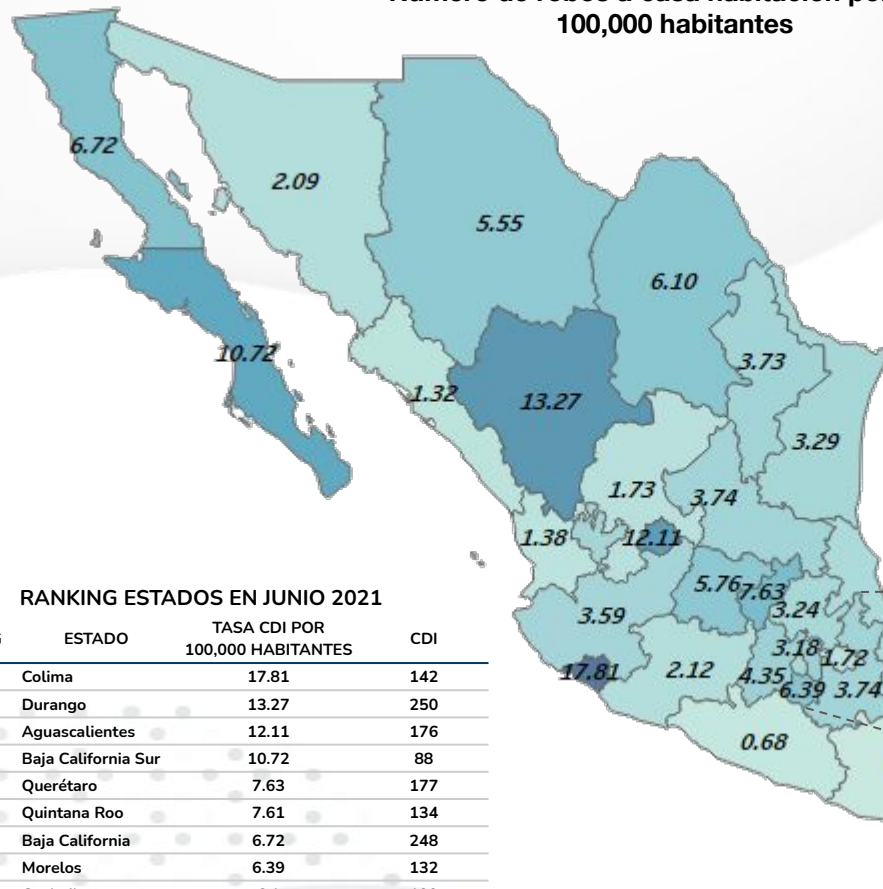 100,000 habitantes
6.72
2.09
5.55
6.10
10.72
1.32
13.27
3.73
3.29
1.73
3.74
1.38
12.11
5.76
7.63
3.24
3.59
3.18
1.72
17.81
2.12
4.35
6.39
3.74
0.68
RANKING ESTADOS EN JUNIO 2021
ESTADO TASA CDI POR 100,000 HABITANTES CDI
Colima 17.81 142
Durango 13.27 250
Aguascalientes 12.11 176
Baja California Sur 10.72 88
Querétaro 7.63 177
Quintana Roo 7.61 134
Baja California 6.72 248
Morelos 6.39 132